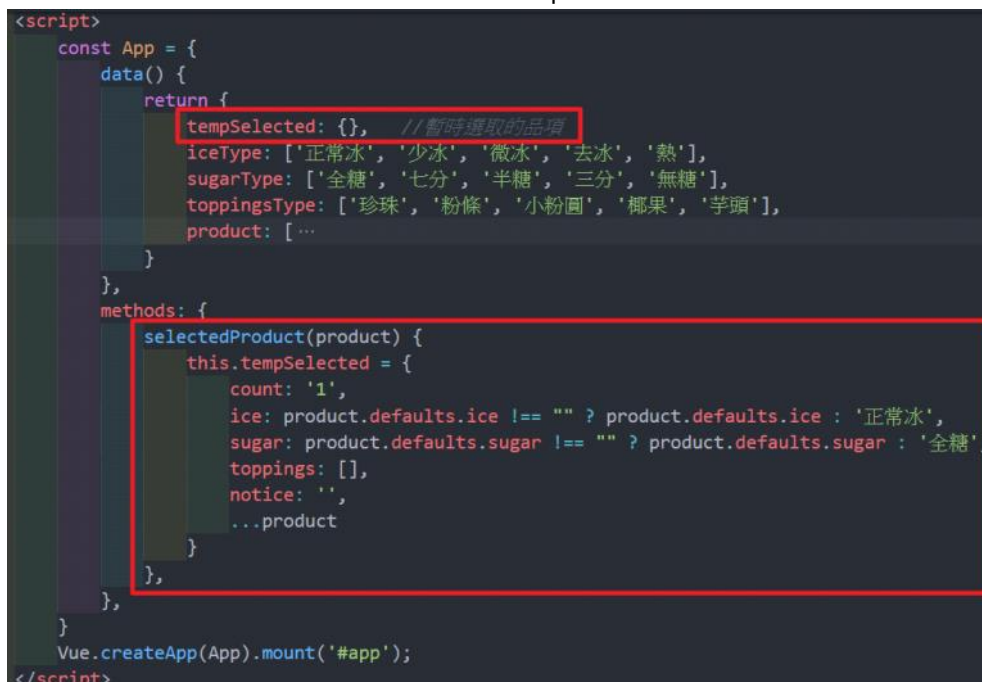 <script>
const App = {
data() {
return {
tempSelected: {}, //暫時選取的品項
iceType: ['正常冰', '少冰', '微冰', '去冰', '熱'],
sugarType: ['全糖', '七分', '半糖', '三分', '無糖'],
toppingsType: ['珍珠', '粉條', '小粉圓', '椰果', '芋頭'],
product: [ ...
}
},
methods: {
selectedProduct(product) {
this.tempSelected = {
count: '1',
ice: product.defaults.ice !== "" ? product.defaults.ice : '正常冰',
sugar: product.defaults.sugar !== "" ? product.defaults.sugar : '全糖',
toppings: [],
notice: '',
...product
}
},
},
}
Vue.createApp(App).mount('#app');
</script>